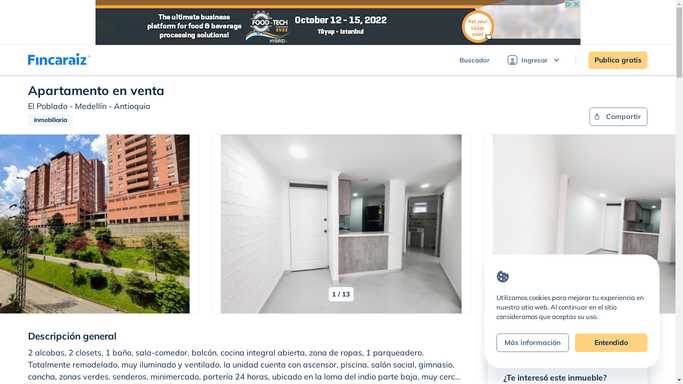 The ultimate business
platform for food & beverage
processing solutions!
FOOD-TECH
HYBRID
October 12 - 15, 2022
Tüyap - Istanbul
Get your
ticket
now!
Fincaraiz
Buscador
Ingresar
Publica gratis
Apartamento en venta
El Poblado - Medellín - Antioquia
Inmobiliaria
Compartir
1 / 13
Utilizamos cookies para mejorar tu experiencia en
nuestro sitio web. Al continuar en el sitio
consideramos que aceptas su uso.
Más información
Entendido
Descripción general
2 alcobas, 2 closets, 1 baño, sala-comedor, balcón, cocina integral abierta, zona de ropas, 1 parqueadero.
Totalmente remodelado, muy iluminado y ventilado, la unidad cuenta con ascensor, piscina, salón social, gimnasio,
cancha, zonas verdes, senderos, minimercado, portería 24 horas, ubicado en la loma del indio parte baja, muy cerc...
¿Te interesó este inmueble?